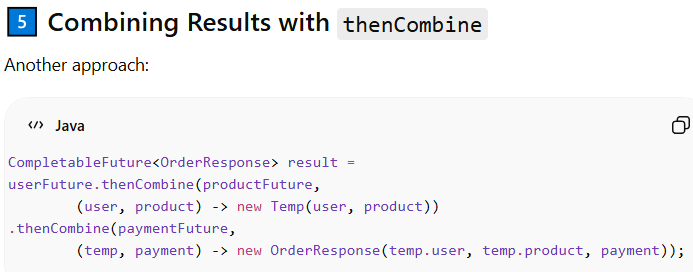 5 Combining Results with thenCombine
Another approach:
</> Java
CompletableFuture<OrderResponse> result =
userFuture.thenCombine(productFuture,
        (user, product) -> new Temp(user, product))
.thenCombine(paymentFuture,
        (temp, payment) -> new OrderResponse(temp.user, temp.product, payment));